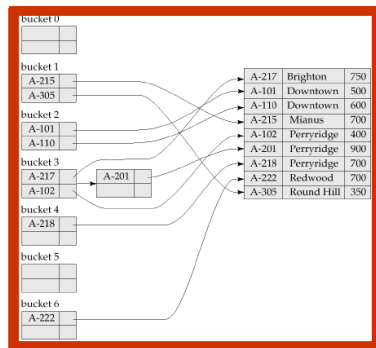 bucket 0
bucket 1
A-215
A-305
bucket 2
A-101
A-110
bucket 3
A-217
A-102
A-201
bucket 4
A-218
bucket 5
bucket 6
A-222
A-217 Brighton 750
A-101 Downtown 500
A-110 Downtown 600
A-215 Mianus 700
A-102 Perryridge 400
A-201 Perryridge 900
A-218 Perryridge 700
A-222 Redwood 700
A-305 Round Hill 350